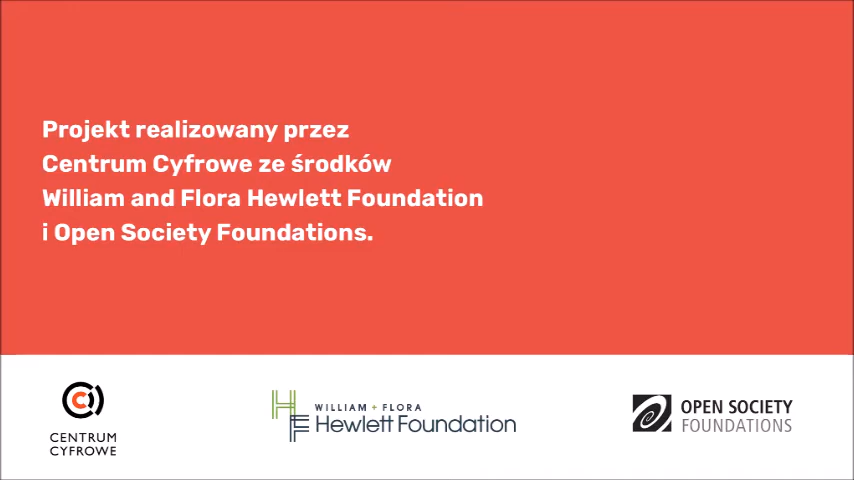 Projekt realizowany przez
Centrum Cyfrowe ze środków
William and Flora Hewlett Foundation
i Open Society Foundations.
CENTRUM
CYFROWE
WILLIAM + FLORA
Hewlett Foundation
OPEN SOCIETY
FOUNDATIONS